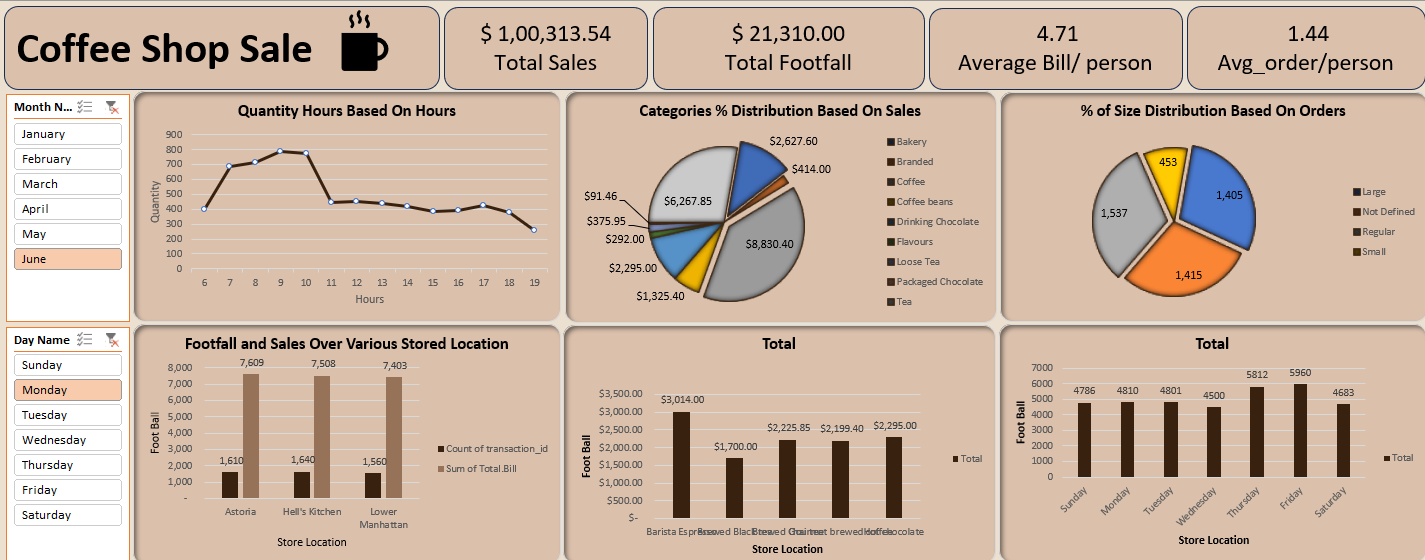 Coffee Shop Sale
$ 1,00,313.54
Total Sales
$ 21,310.00
Total Footfall
4.71
Average Bill/ person
1.44
Avg_order/person
Month N...
January
February
March
April
May
June
Quantity Hours Based On Hours
900
800
700
600
500
400
300
200
100
0
Quantity
6 7 8 9 10 11 12 13 14 15 16 17 18 19
Hours
Categories % Distribution Based On Sales
$2,627.60
$414.00
$8,830.40
$1,325.40
$2,295.00
$292.00
$375.95
$91.46
$6,267.85
Bakery
Branded
Coffee
Coffee beans
Drinking Chocolate
Flavours
Loose Tea
Packaged Chocolate
Tea
% of Size Distribution Based On Orders
453
1,405
1,415
1,537
Large
Not Defined
Regular
Small
Day Name
Sunday
Monday
Tuesday
Wednesday
Thursday
Friday
Saturday
Footfall and Sales Over Various Stored Location
8,000
7,000
6,000
5,000
4,000
3,000
2,000
1,000
-
Foot Ball
7,609
7,508
7,403
1,610
1,640
1,560
Astoria
Hell's Kitchen
Lower
Manhattan
Store Location
Count of transaction_id
Sum of Total.Bill
Total
$3,500.00
$3,000.00
$2,500.00
$2,000.00
$1,500.00
$1,000.00
$500.00
$-
Foot Ball
$3,014.00
$1,700.00
$2,225.85
$2,199.40
$2,295.00
Barista Espresso
Store Location
Total
Total
7000
6000
5000
4000
3000
2000
1000
0
Foot Ball
4786
4810
4801
4500
5812
5960
4683
Sunday
Monday
Tuesday
Wednesday
Thursday
Friday
Saturday
Store Location
Total